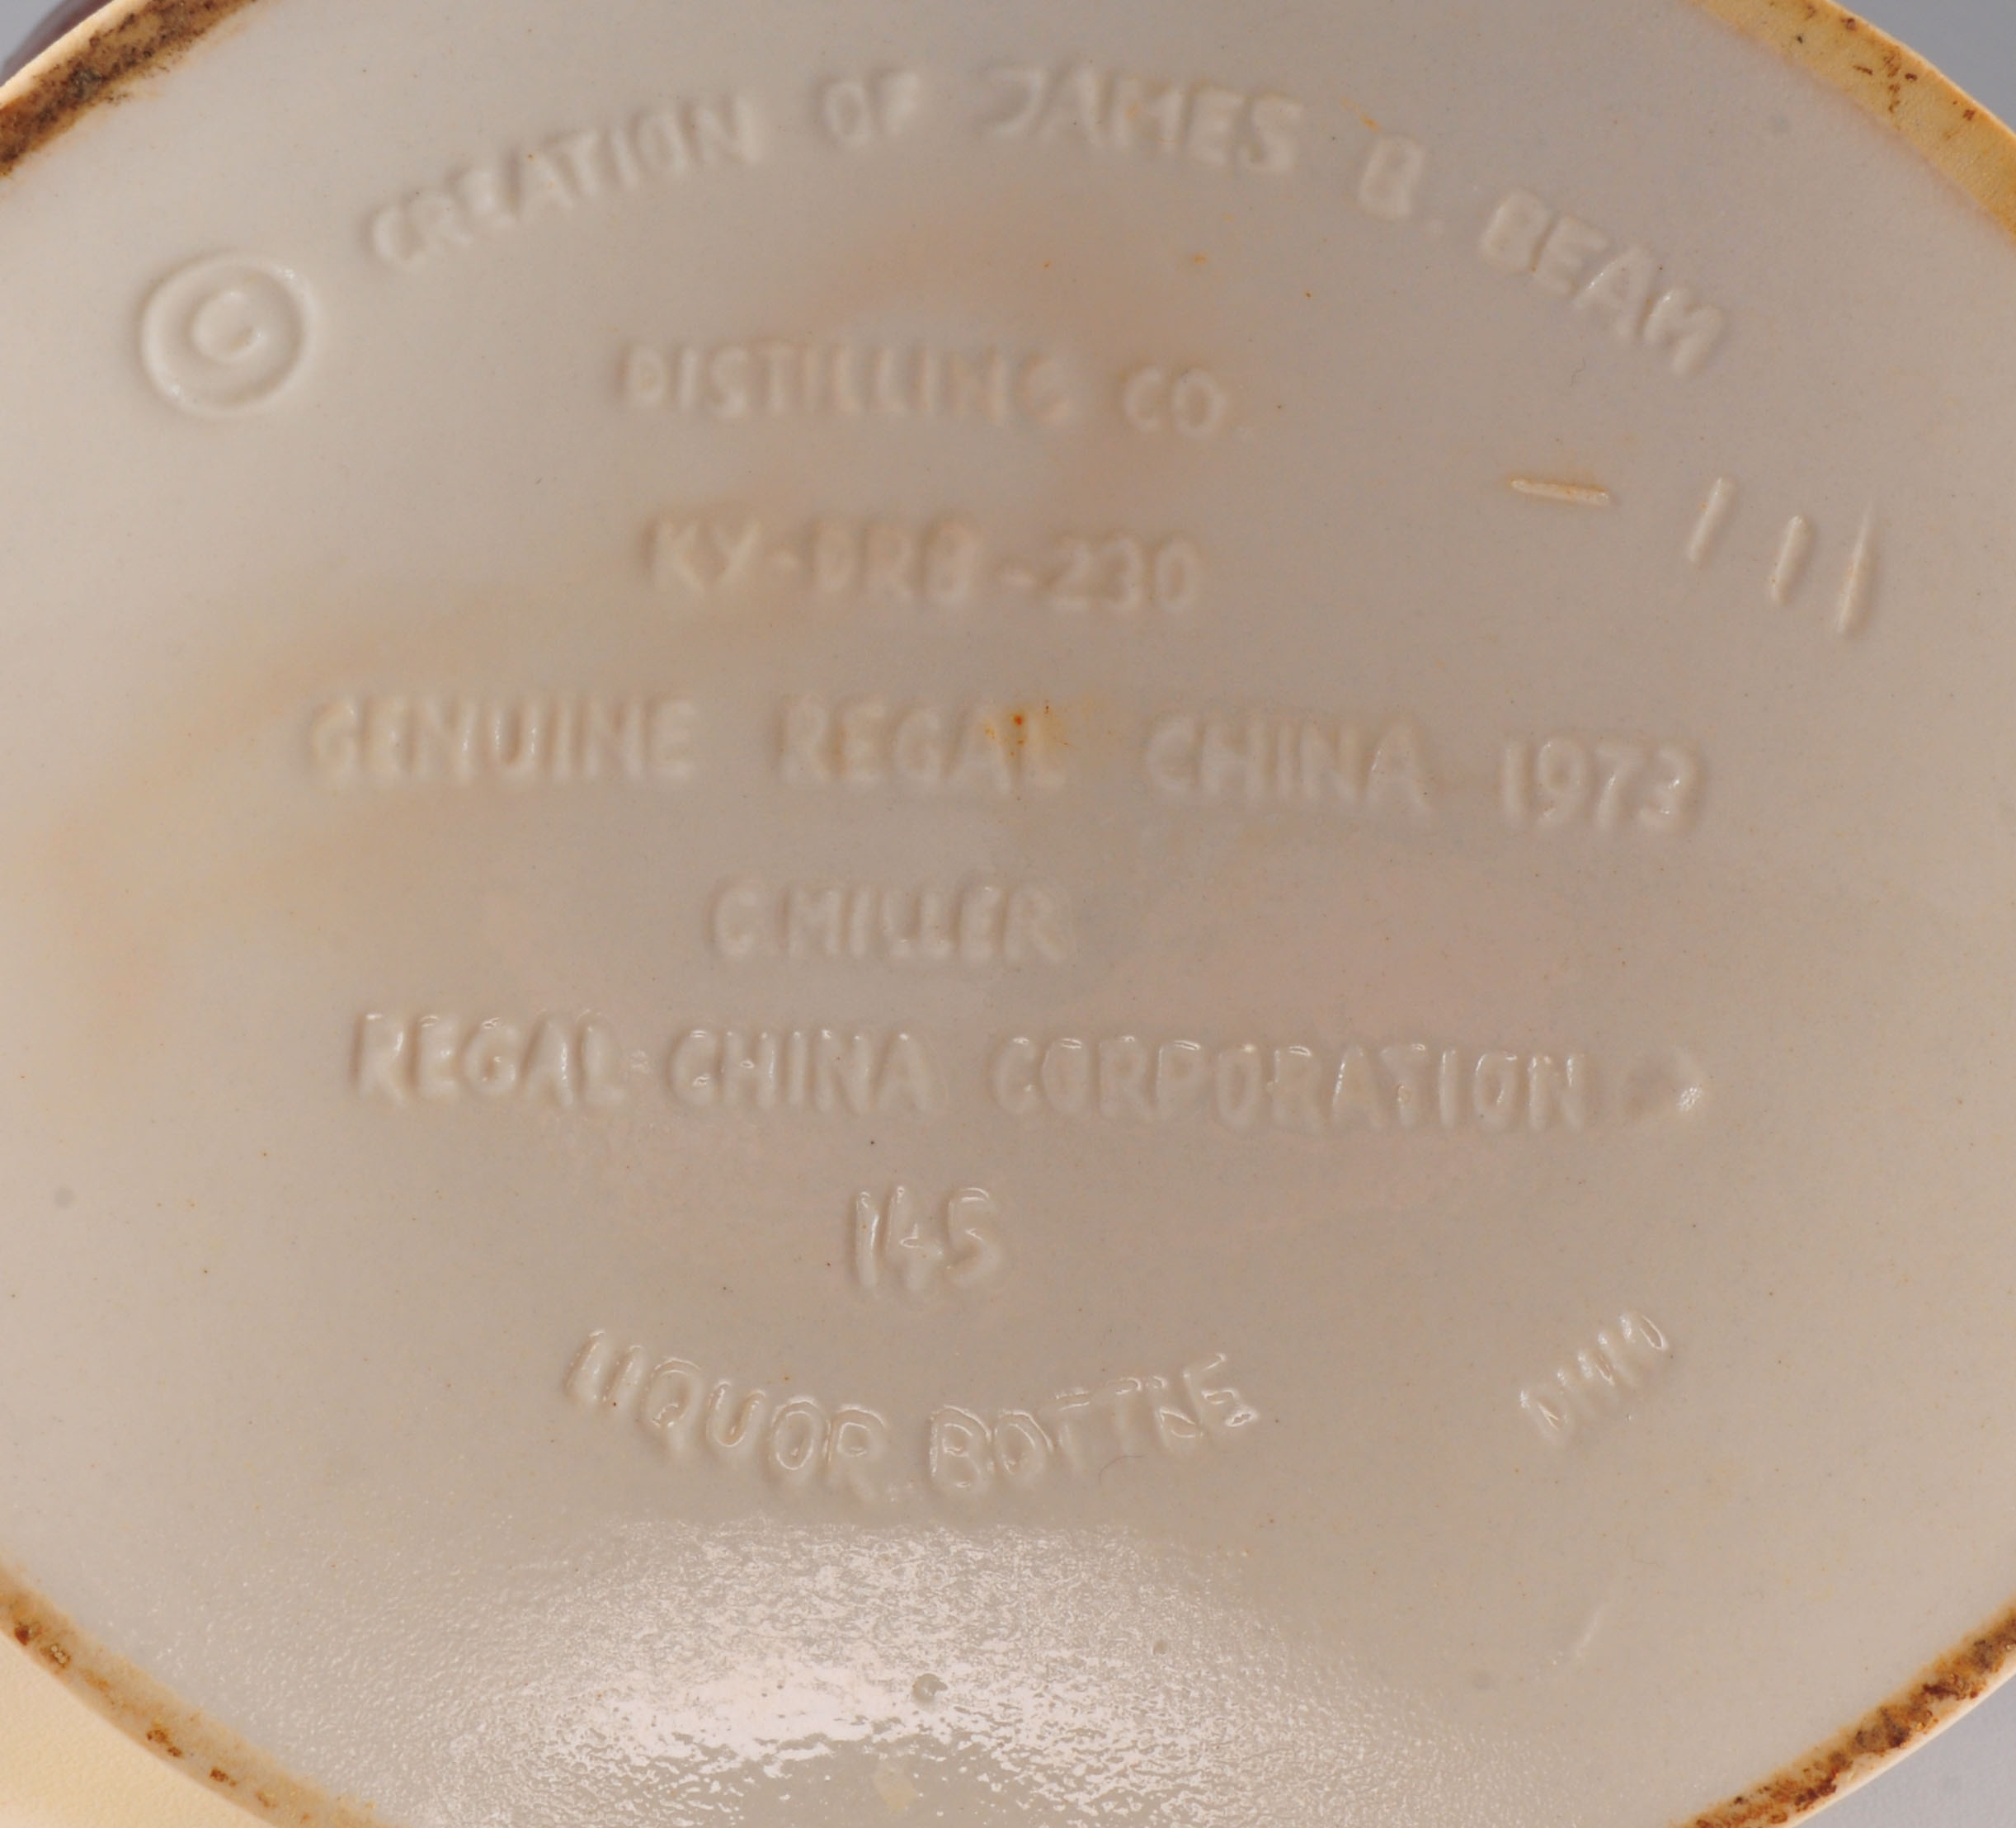 © CREATION OF JAMES B. BEAM
DISTILLING CO.
KY-DRB-230
GENUINE REGAL CHINA 1973
C.MILLER
REGAL CHINA CORPORATION
145
LIQUOR BOTTLE